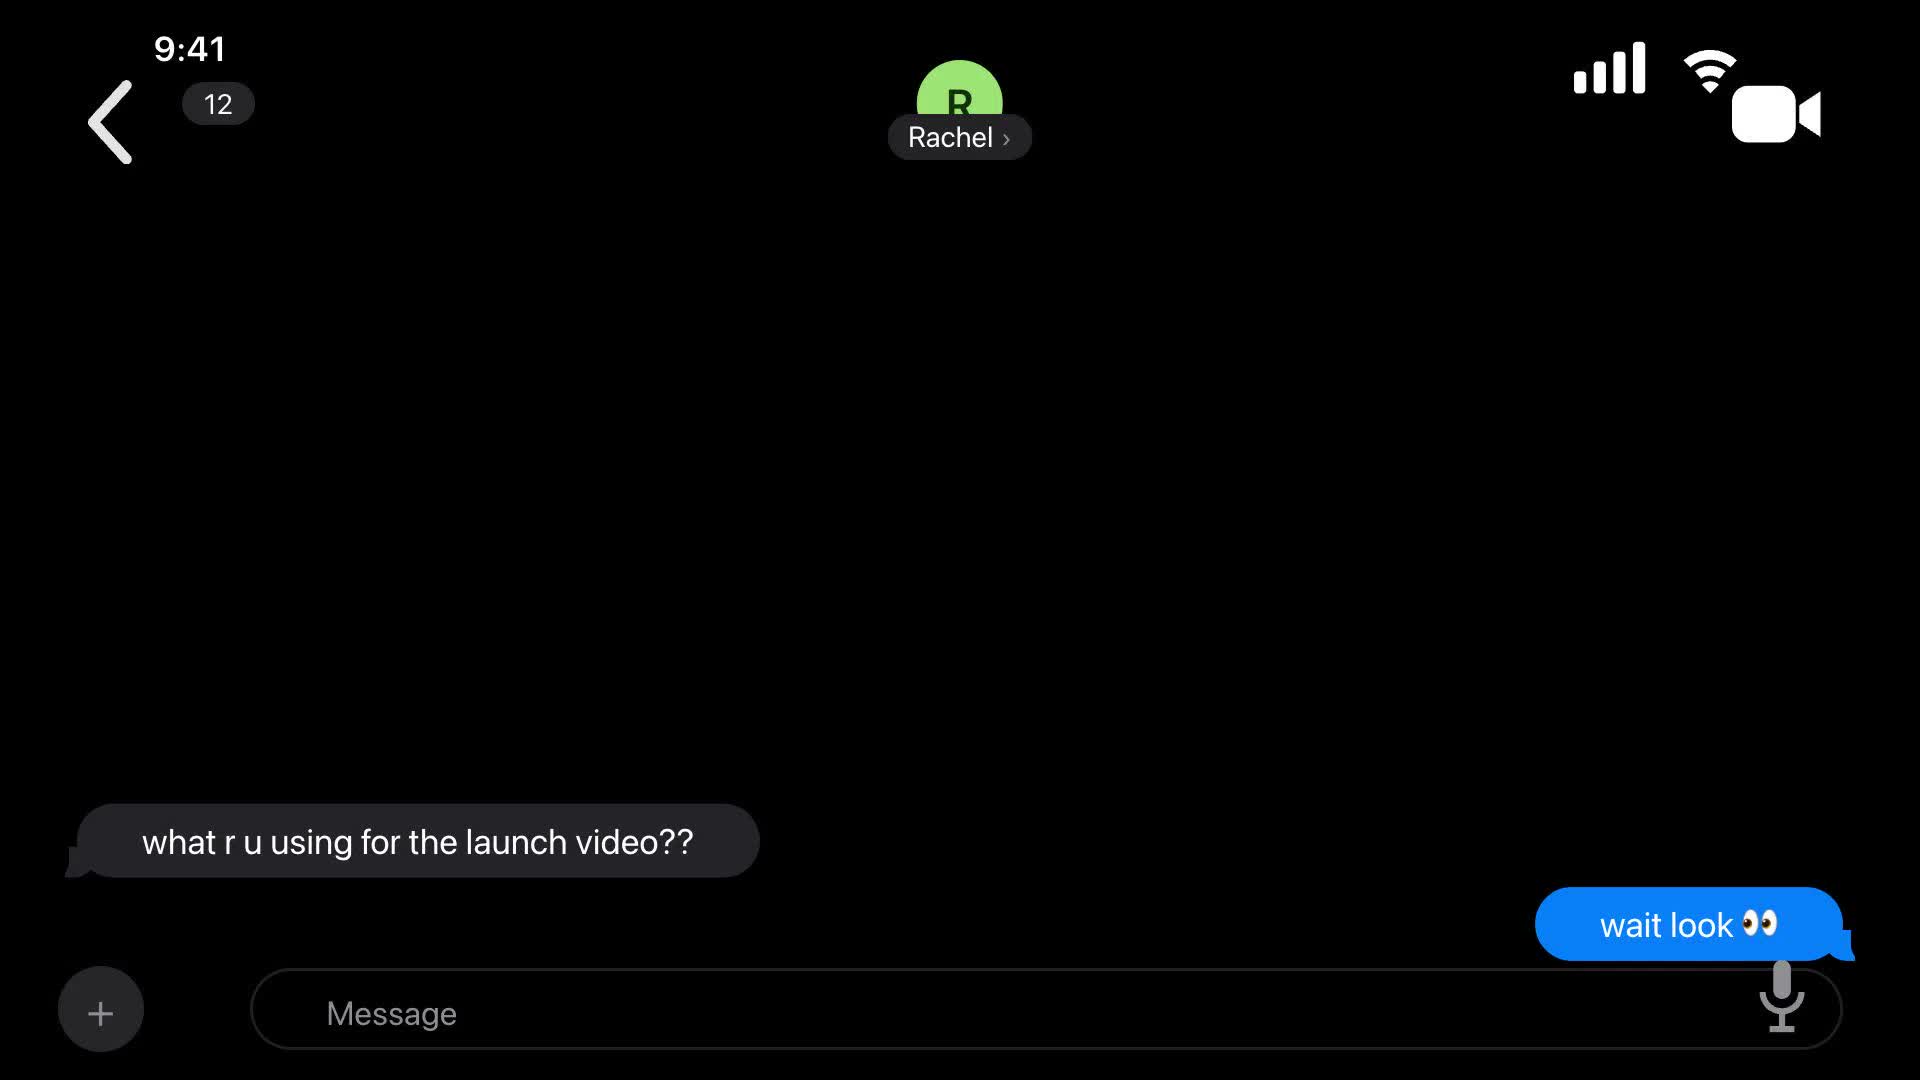 9:41
12
R
Rachel ›
what r u using for the launch video??
wait look 👀
+
Message